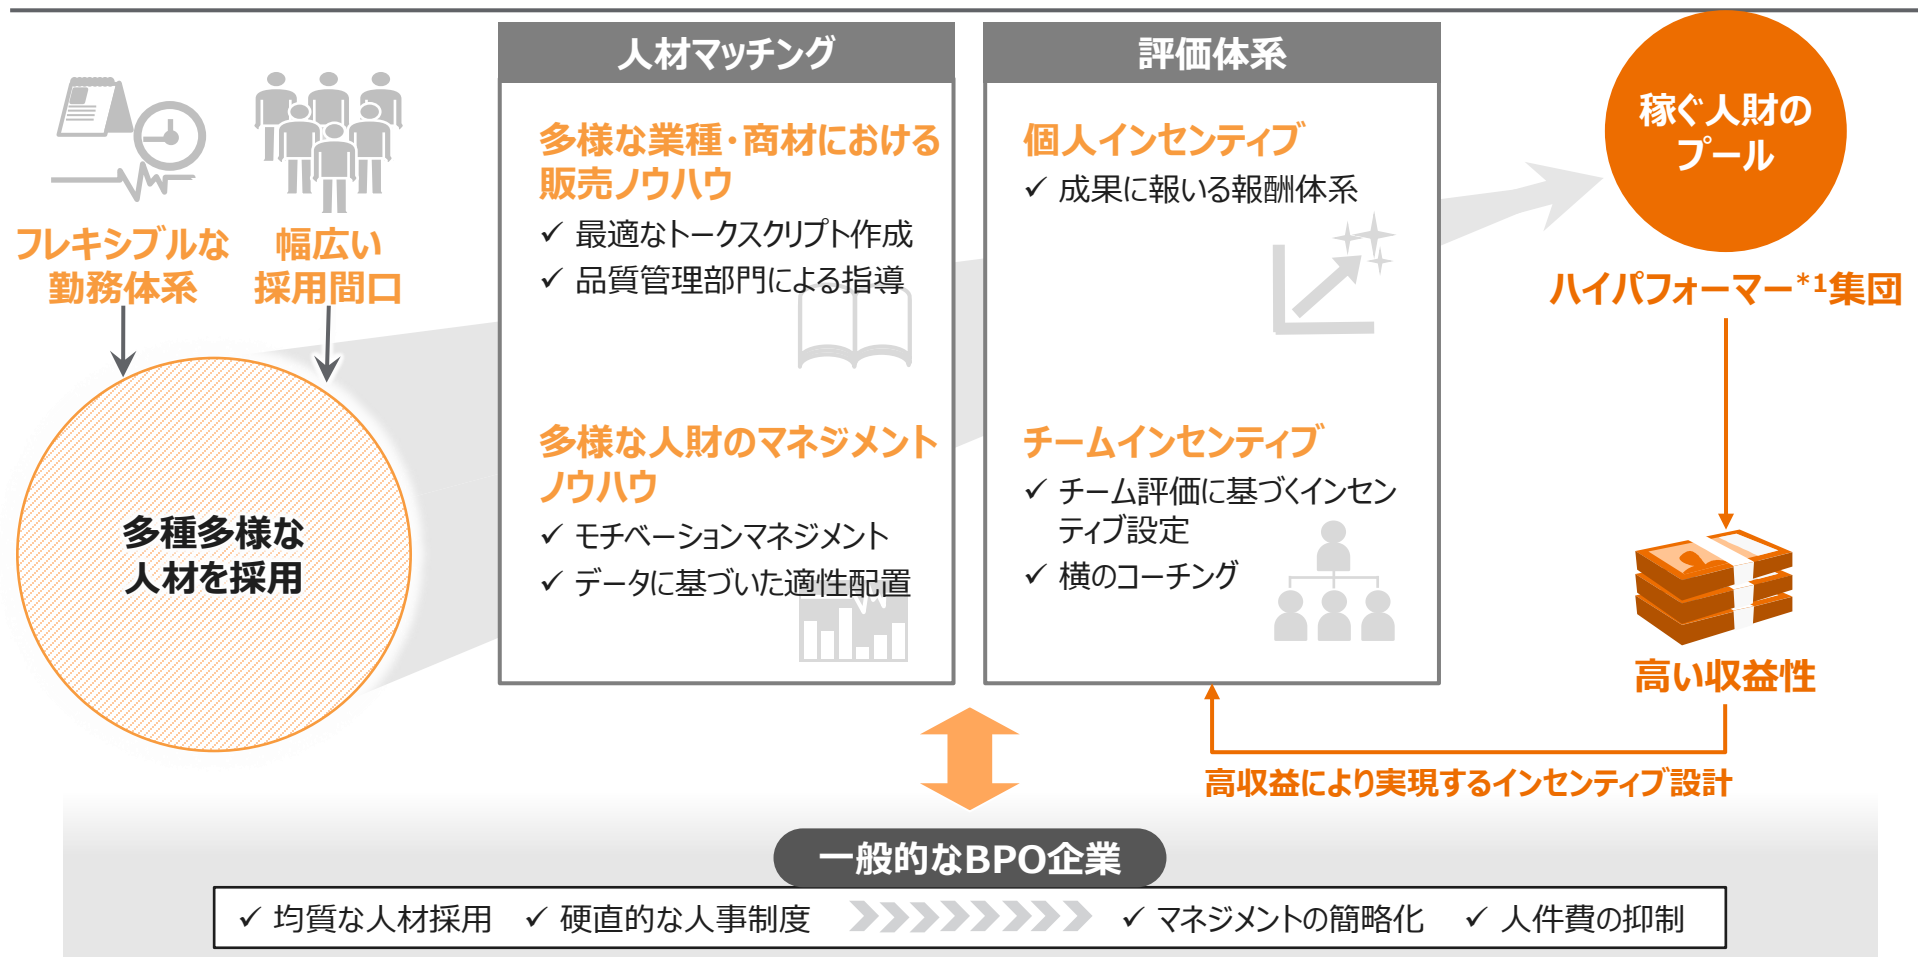 フレキシブルな
勤務体系
幅広い
採用間口
多種多様な
人材を採用
人材マッチング
多様な業種・商材における
販売ノウハウ
✓ 最適なトークスクリプト作成
✓ 品質管理部門による指導
多様な人財のマネジメント
ノウハウ
✓ モチベーションマネジメント
✓ データに基づいた適性配置
評価体系
個人インセンティブ
✓ 成果に報いる報酬体系
チームインセンティブ
✓ チーム評価に基づくインセン
ティブ設定
✓ 横のコーチング
稼ぐ人財の
プール
ハイパフォーマー*1集団
高い収益性
高収益により実現するインセンティブ設計
一般的なBPO企業
✓ 均質な人材採用 ✓ 硬直的な人事制度 ✓ マネジメントの簡略化 ✓ 人件費の抑制